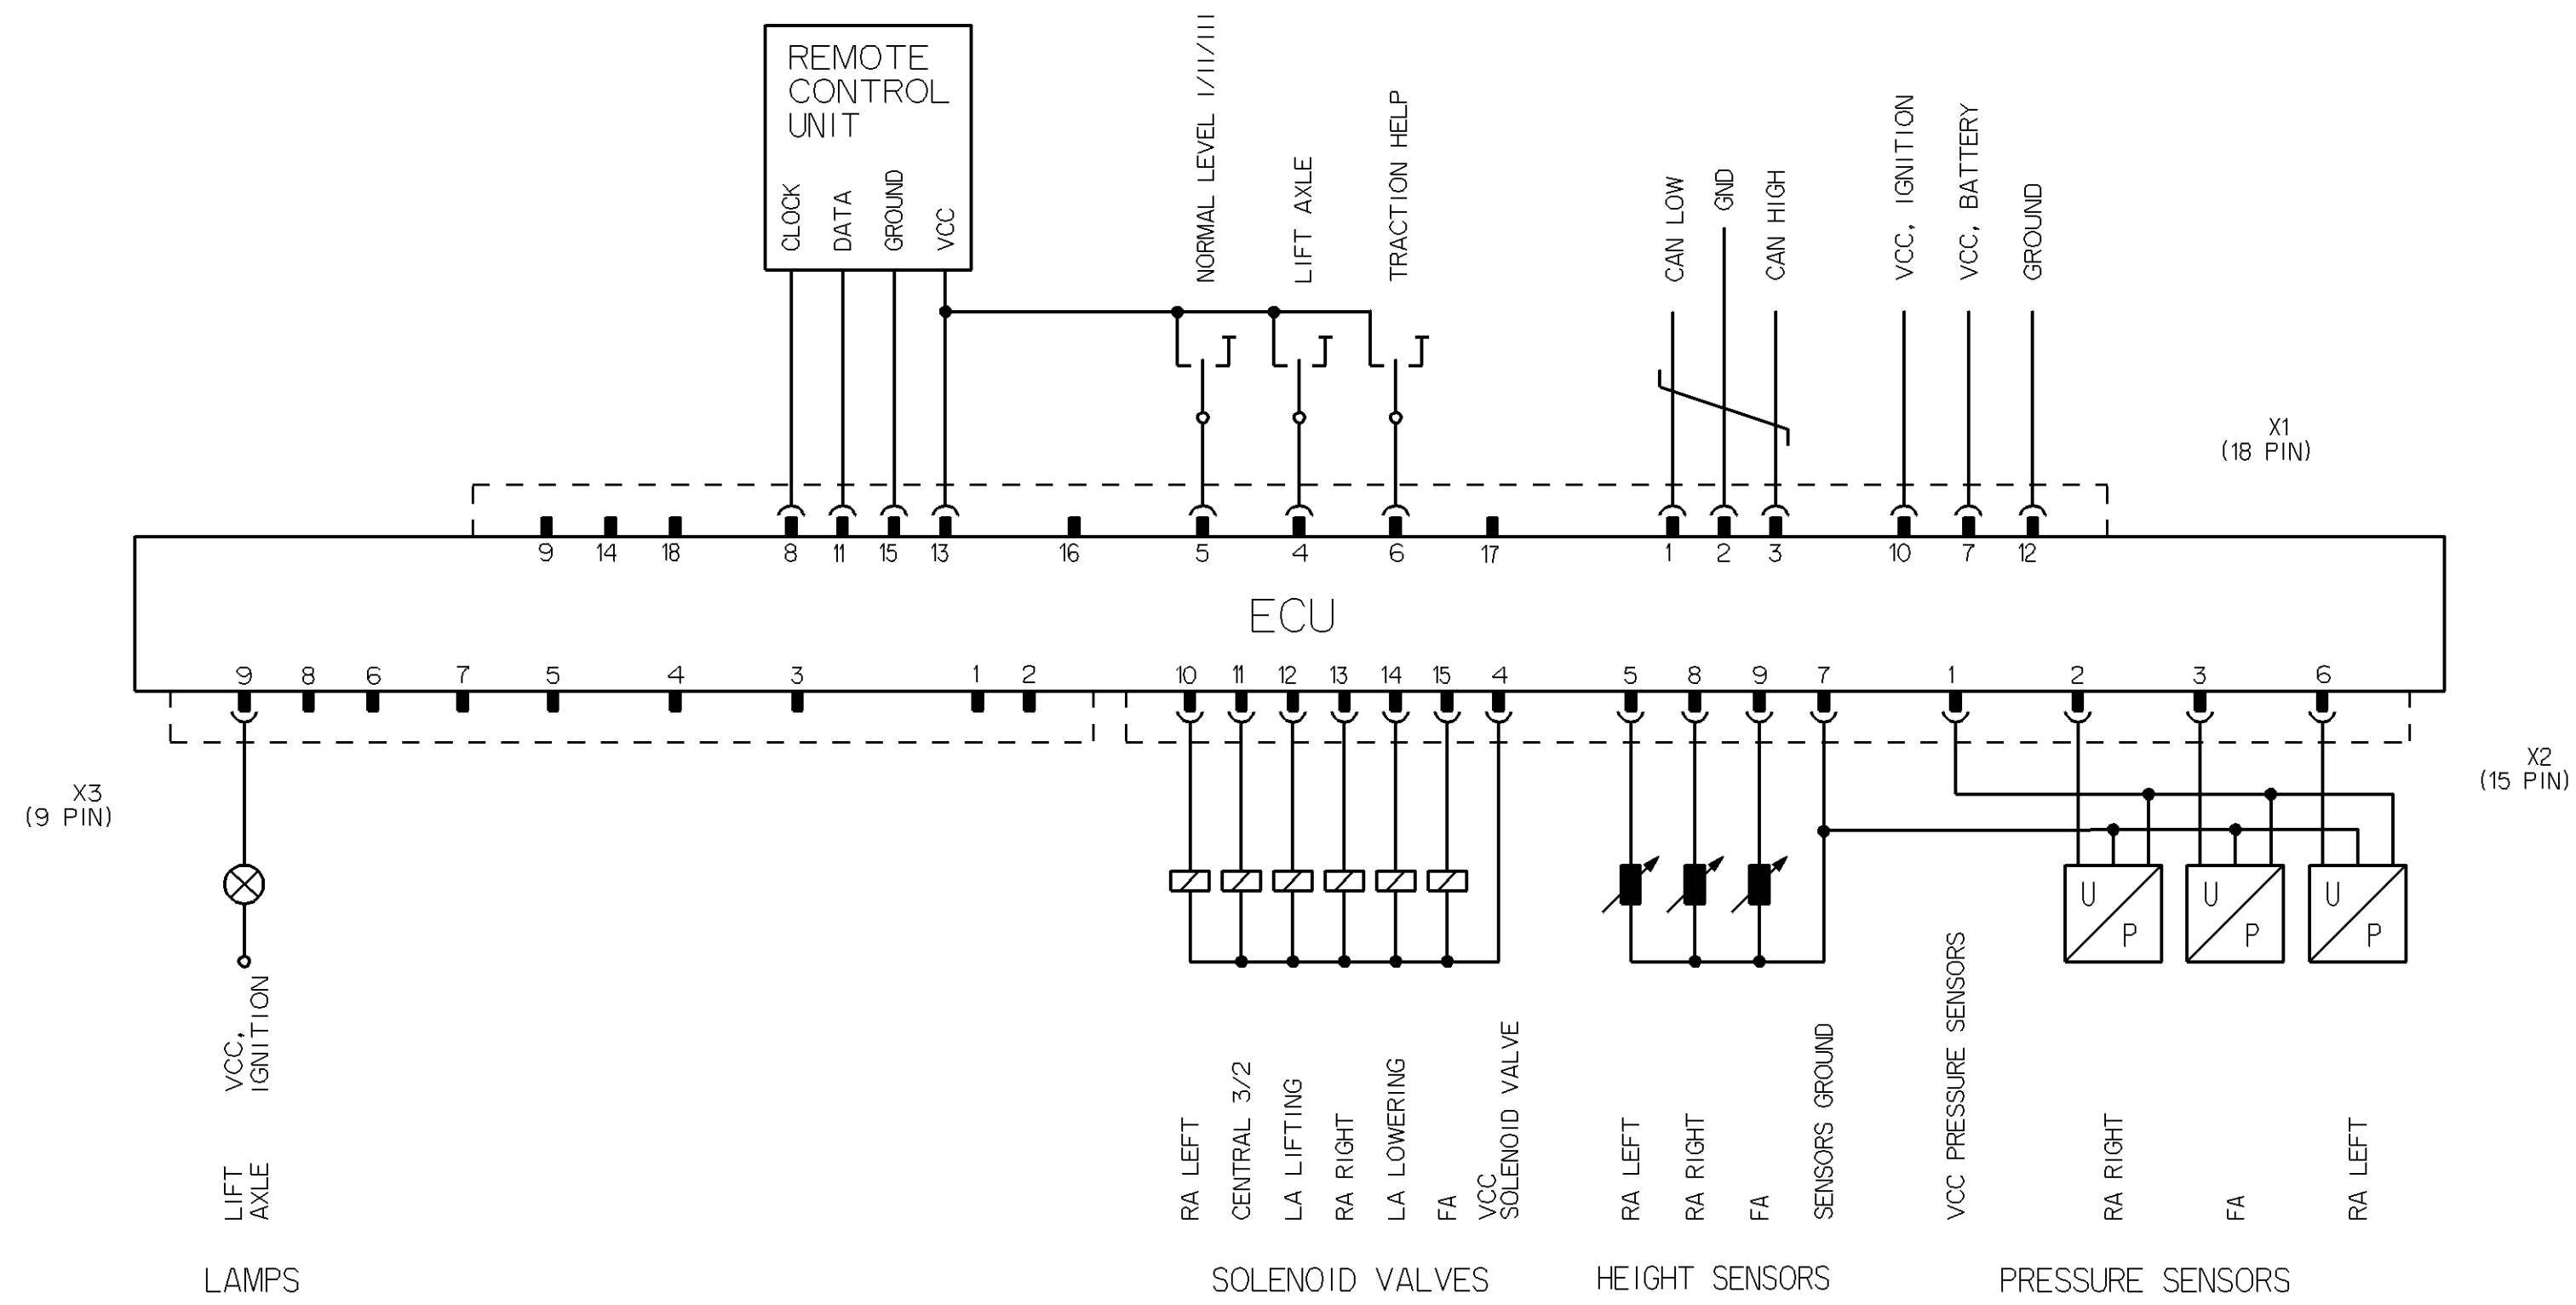 REMOTE
CONTROL
UNIT
CLOCK
DATA
GROUND
VCC
NORMAL LEVEL I/II/III
LIFT AXLE
TRACTION HELP
CAN LOW
GND
CAN HIGH
VCC, IGNITION
VCC, BATTERY
GROUND
X1
(18 PIN)
9 14 18 8 11 15 13 16 5 4 6 17 1 2 3 10 7 12
ECU
9 8 6 7 5 4 3 1 2 10 11 12 13 14 15 4 5 8 9 7 1 2 3 6
X3
(9 PIN)
X2
(15 PIN)
U
P
U
P
U
P
VCC,
IGNITION
LIFT
AXLE
RA LEFT
CENTRAL 3/2
LA LIFTING
RA RIGHT
LA LOWERING
FA
VCC
SOLENOID VALVE
RA LEFT
RA RIGHT
FA
SENSORS GROUND
VCC PRESSURE SENSORS
RA RIGHT
FA
RA LEFT
LAMPS
SOLENOID VALVES
HEIGHT SENSORS
PRESSURE SENSORS